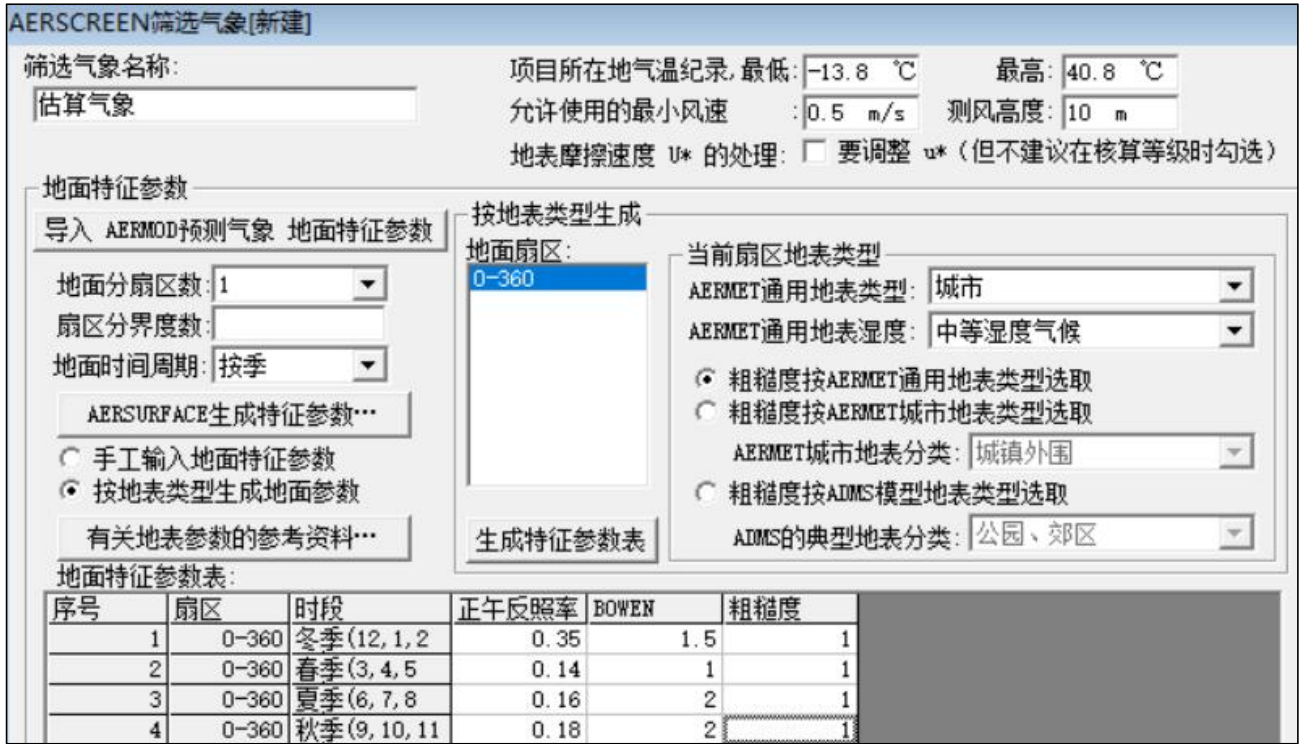 AERSCREEN筛选气象[新建]
筛选气象名称:
估算气象
项目所在地气温纪录,最低: -13.8 ℃ 最高: 40.8 ℃
允许使用的最小风速 : 0.5 m/s 测风高度: 10 m
地表摩擦速度 U* 的处理: 要调整 u*（但不建议在核算等级时勾选）
地面特征参数
导入 AERMOD预测气象 地面特征参数
地面分扇区数: 1
扇区分界度数:
地面时间周期: 按季
AERSURFACE生成特征参数…
手工输入地面特征参数
按地表类型生成地面参数
有关地表参数的参考资料…
按地表类型生成
地面扇区:
0-360
生成特征参数表
当前扇区地表类型
AERMET通用地表类型: 城市
AERMET通用地表湿度: 中等湿度气候
粗糙度按AERMET通用地表类型选取
粗糙度按AERMET城市地表类型选取
AERMET城市地表分类: 城镇外围
粗糙度按ADMS模型地表类型选取
ADMS的典型地表分类: 公园、郊区
地面特征参数表:
序号 扇区 时段 正午反照率 BOWEN 粗糙度
1 0-360 冬季(12,1,2 0.35 1.5 1
2 0-360 春季(3,4,5 0.14 1 1
3 0-360 夏季(6,7,8 0.16 2 1
4 0-360 秋季(9,10,11 0.18 2 1